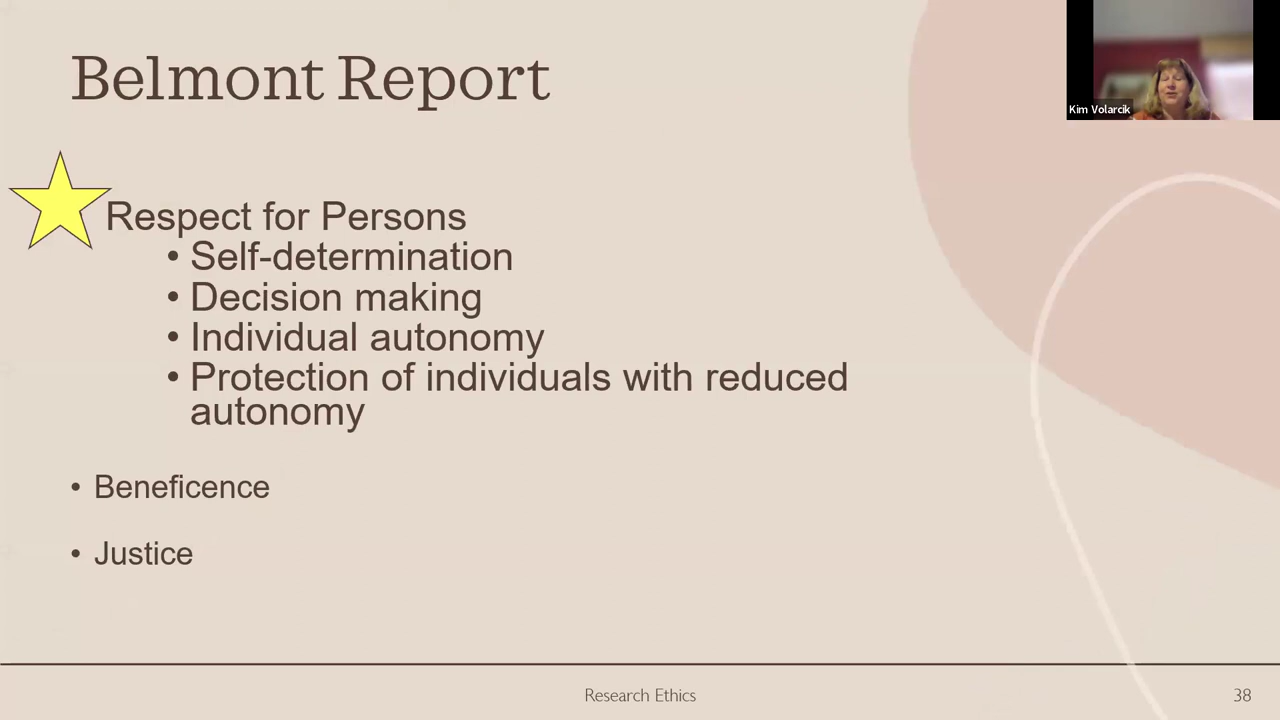 Belmont Report
Kim Volarcik
Respect for Persons
• Self-determination
• Decision making
• Individual autonomy
• Protection of individuals with reduced
autonomy
• Beneficence
• Justice
Research Ethics
38